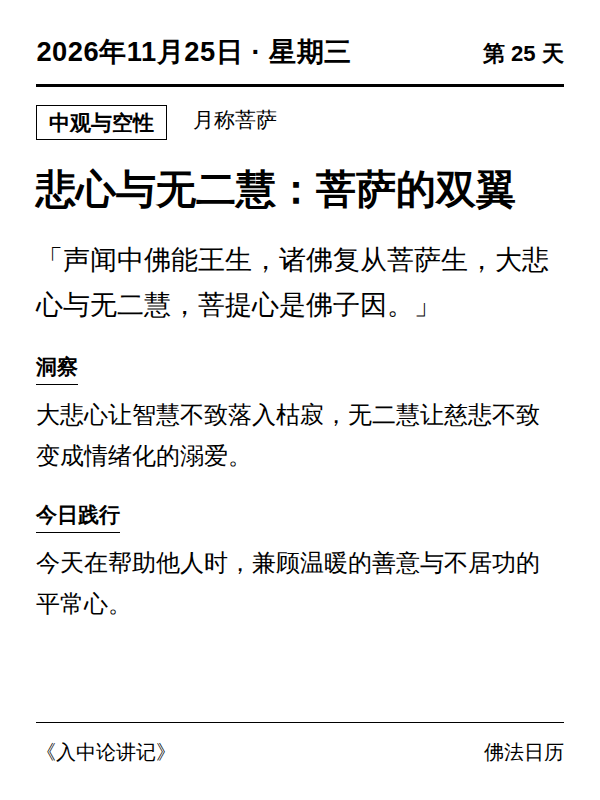 2026年11月25日 · 星期三
第 25 天
中观与空性
月称菩萨
悲心与无二慧：菩萨的双翼
「声闻中佛能王生，诸佛复从菩萨生，大悲
心与无二慧，菩提心是佛子因。」
洞察
大悲心让智慧不致落入枯寂，无二慧让慈悲不致
变成情绪化的溺爱。
今日践行
今天在帮助他人时，兼顾温暖的善意与不居功的
平常心。
《入中论讲记》
佛法日历